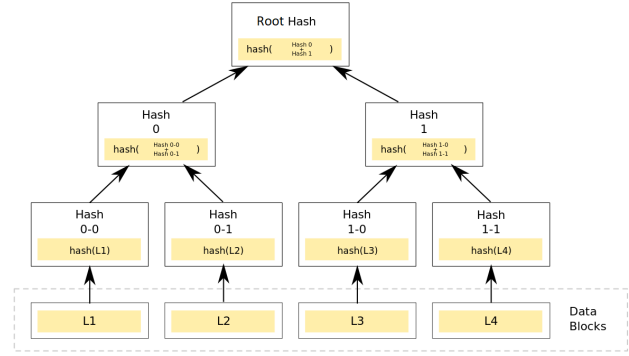 Root Hash
hash( Hash 0 + Hash 1 )
Hash
0
hash( Hash 0-0 + Hash 0-1 )
Hash
1
hash( Hash 1-0 + Hash 1-1 )
Hash
0-0
hash(L1)
Hash
0-1
hash(L2)
Hash
1-0
hash(L3)
Hash
1-1
hash(L4)
L1
L2
L3
L4
Data
Blocks